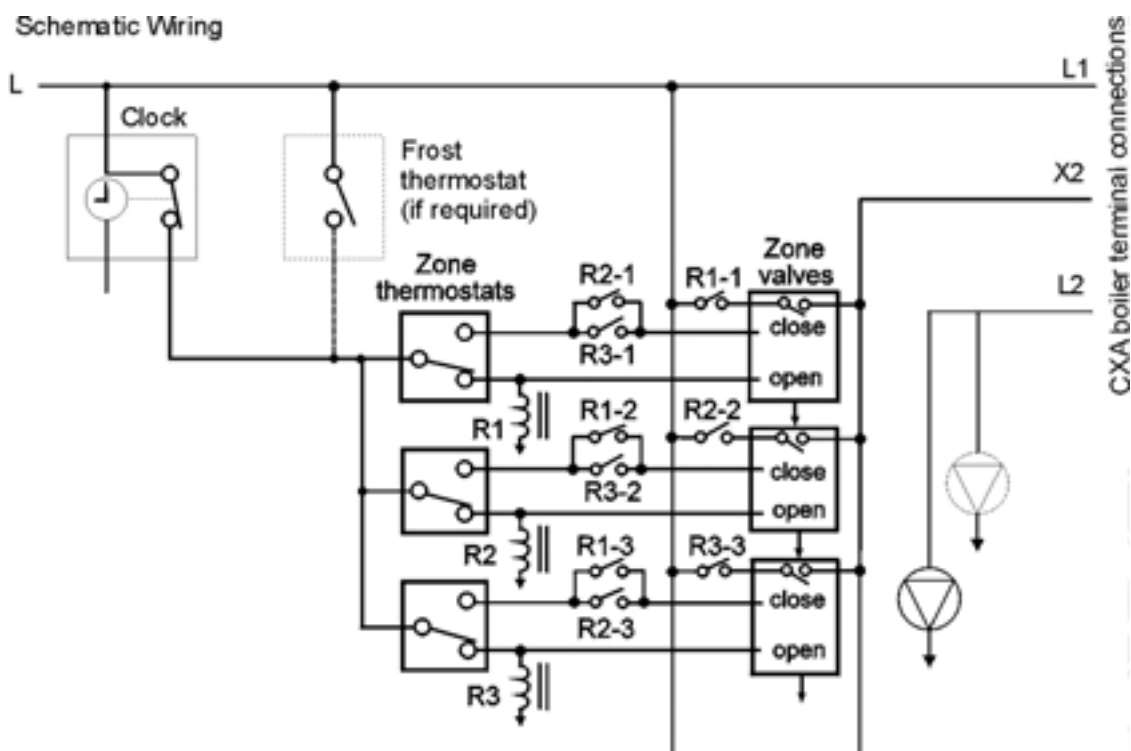 Schematic Wiring
L
L1
Clock
Frost
thermostat
(if required)
X2
Zone
thermostats
Zone
valves
L2
R2-1
R1-1
close
R3-1
open
R1
R1-2
R2-2
close
R3-2
open
R2
R1-3
R3-3
close
R2-3
open
R3
CXA boiler terminal connections